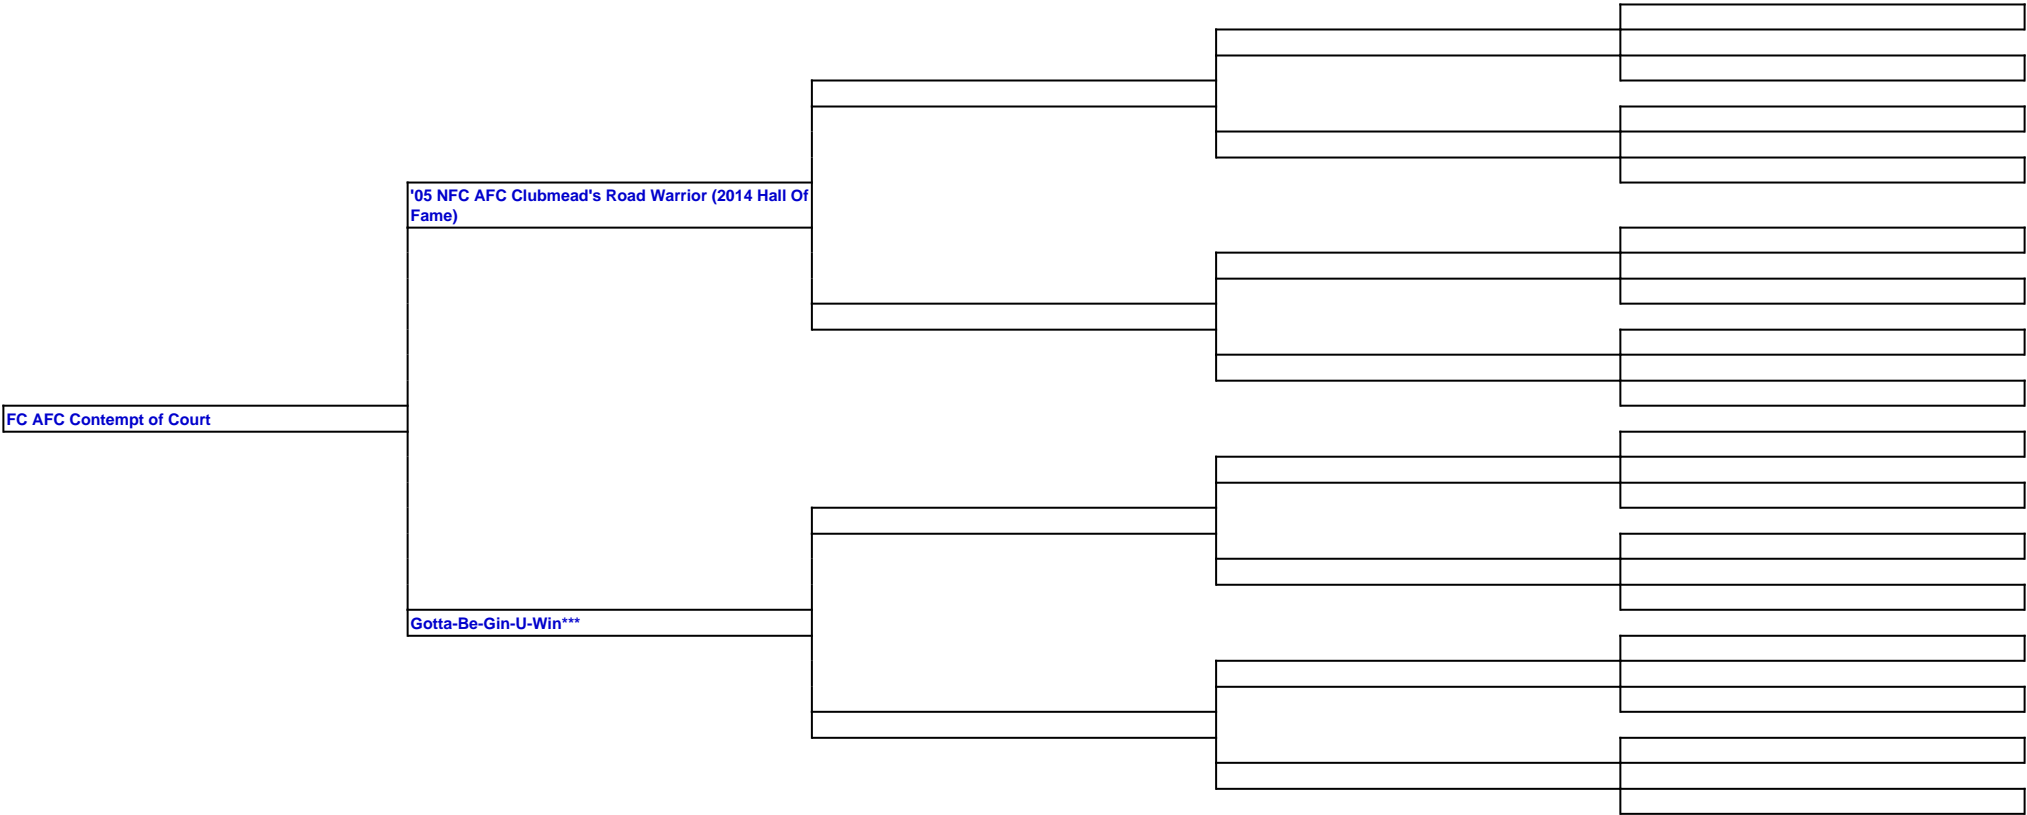 '05 NFC AFC Clubmead's Road Warrior (2014 Hall Of
Fame)
FC AFC Contempt of Court
Gotta-Be-Gin-U-Win***